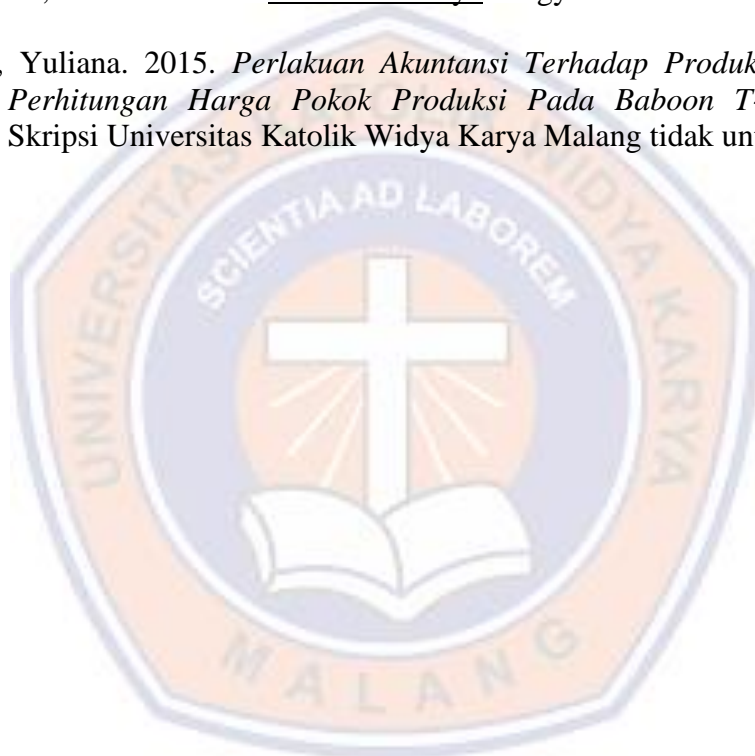 , Yuliana. 2015. Perlakuan Akuntansi Terhadap Produk
Perhitungan Harga Pokok Produksi Pada Baboon T-
Skripsi Universitas Katolik Widya Karya Malang tidak un
UNIVERSITAS KATOLIK WIDYA KARYA
SCIENTIA AD LABOREM
MALANG